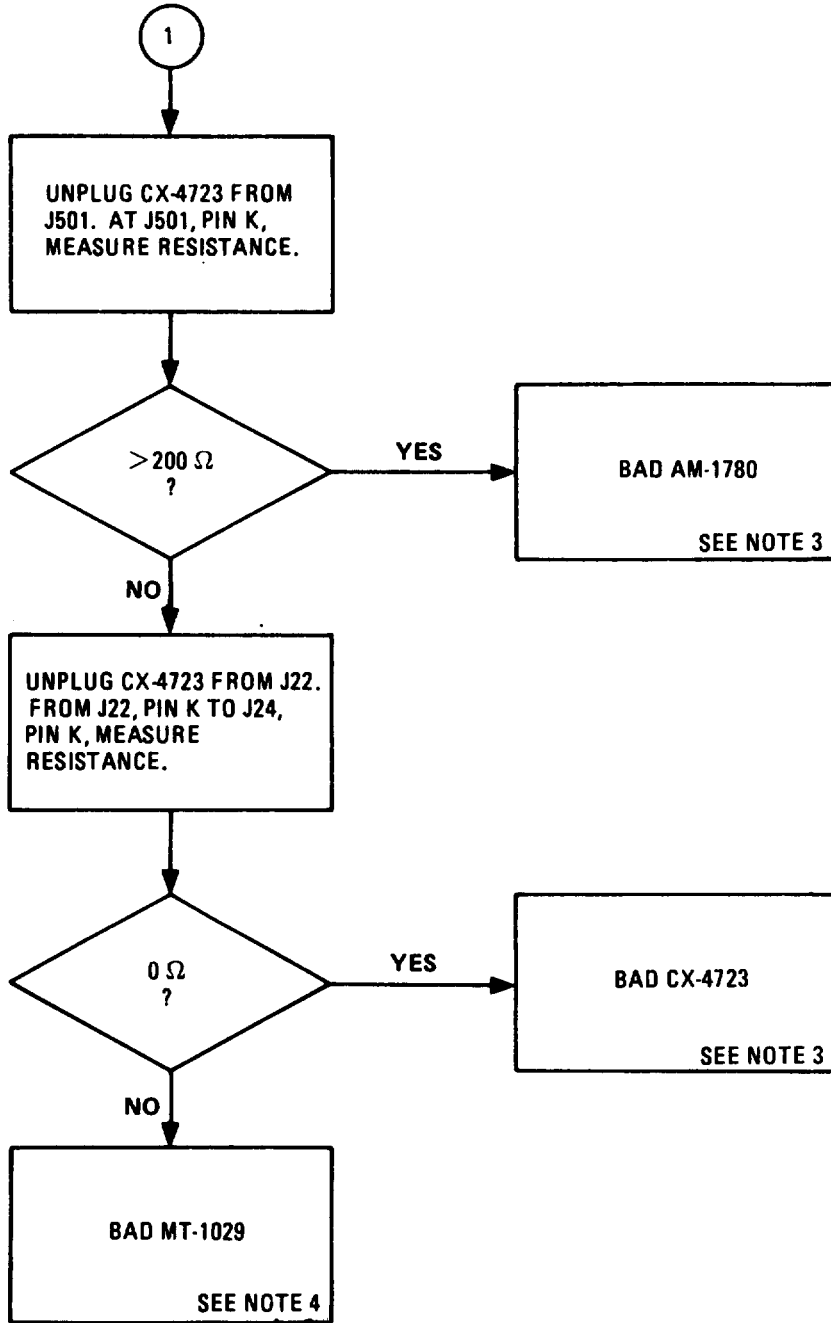 1
UNPLUG CX-4723 FROM
J501. AT J501, PIN K,
MEASURE RESISTANCE.
>200 Ω
?
YES
BAD AM-1780
SEE NOTE 3
NO
UNPLUG CX-4723 FROM J22.
FROM J22, PIN K TO J24,
PIN K, MEASURE
RESISTANCE.
0 Ω
?
YES
BAD CX-4723
SEE NOTE 3
NO
BAD MT-1029
SEE NOTE 4